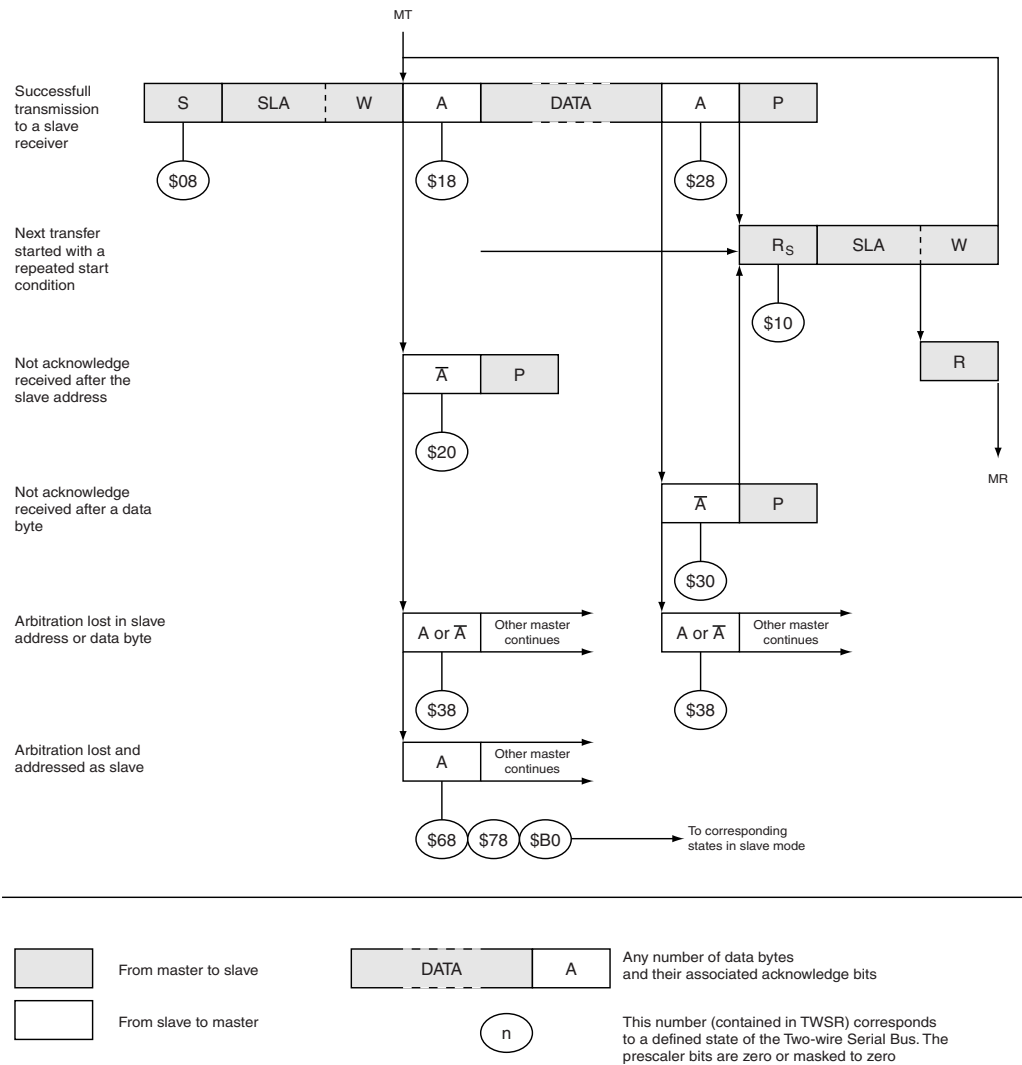 MT
Successfull
transmission
to a slave
receiver
S SLA W A DATA A P
$08 $18 $28
Next transfer
started with a
repeated start
condition
RS SLA W
$10
Not acknowledge
received after the
slave address
A̅ P
R
$20
MR
Not acknowledge
received after a data
byte
A̅ P
$30
Arbitration lost in slave
address or data byte
A or A̅ Other master
continues
A or A̅ Other master
continues
$38 $38
Arbitration lost and
addressed as slave
A Other master
continues
$68 $78 $B0
To corresponding
states in slave mode
From master to slave
DATA A
Any number of data bytes
and their associated acknowledge bits
From slave to master
n
This number (contained in TWSR) corresponds
to a defined state of the Two-wire Serial Bus. The
prescaler bits are zero or masked to zero